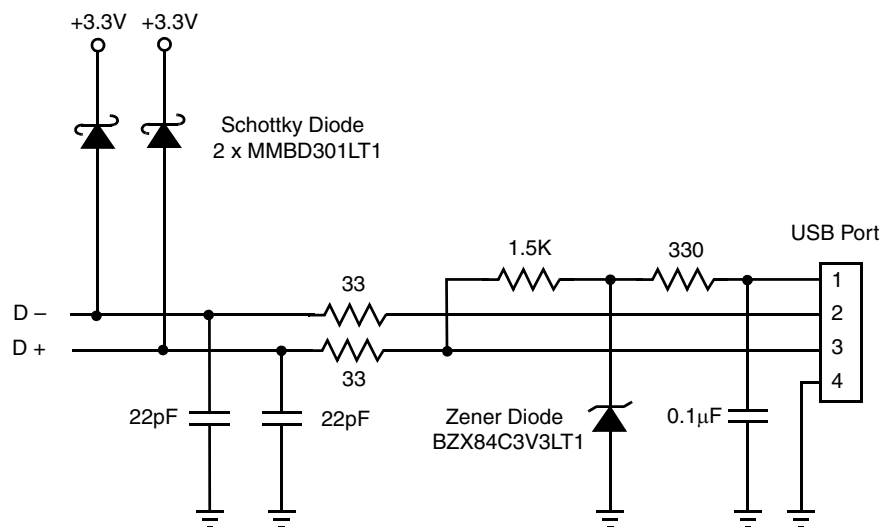 +3.3V +3.3V
Schottky Diode
2 x MMBD301LT1
USB Port
1.5K
330
1
33
D –
2
D +
3
33
4
22pF
22pF
Zener Diode
BZX84C3V3LT1
0.1μF